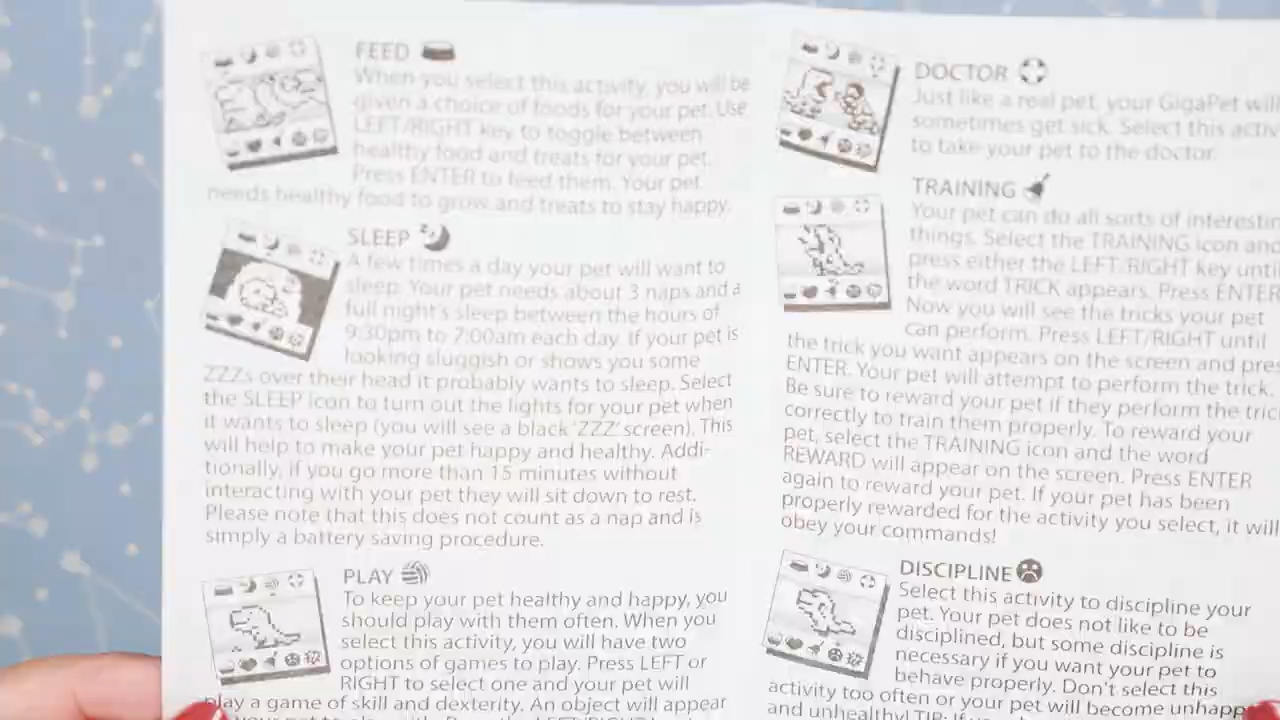 FEED
When you select this activity, you will be
given a choice of foods for your pet. Use
LEFT/RIGHT key to toggle between
healthy food and treats for your pet.
Press ENTER to feed them. Your pet
needs healthy food to grow and treats to stay happy.
SLEEP
A few times a day your pet will want to
sleep. Your pet needs about 3 naps and a
full night's sleep between the hours of
9:30pm to 7:00am each day. If your pet is
looking sluggish or shows you some
ZZZs over their head it probably wants to sleep. Select
the SLEEP icon to turn out the lights for your pet when
it wants to sleep (you will see a black 'ZZZ' screen). This
will help to make your pet happy and healthy. Addi-
tionally, if you go more than 15 minutes without
interacting with your pet they will sit down to rest.
Please note that this does not count as a nap and is
simply a battery saving procedure.
PLAY
To keep your pet healthy and happy, you
should play with them often. When you
select this activity, you will have two
options of games to play. Press LEFT or
RIGHT to select one and your pet will
play a game of skill and dexterity. An object will appear
DOCTOR
Just like a real pet, your GigaPet will
sometimes get sick. Select this activ
to take your pet to the doctor.
TRAINING
Your pet can do all sorts of interestin
things. Select the TRAINING icon and
press either the LEFT/RIGHT key until
the word TRICK appears. Press ENTER
Now you will see the tricks your pet
can perform. Press LEFT/RIGHT until
the trick you want appears on the screen and pres
ENTER. Your pet will attempt to perform the trick.
Be sure to reward your pet if they perform the tric
correctly to train them properly. To reward your
pet, select the TRAINING icon and the word
REWARD will appear on the screen. Press ENTER
again to reward your pet. If your pet has been
properly rewarded for the activity you select, it will
obey your commands!
DISCIPLINE
Select this activity to discipline your
pet. Your pet does not like to be
disciplined, but some discipline is
necessary if you want your pet to
behave properly. Don't select this
activity too often or your pet will become unhapp
and unhealthy! TIP: If